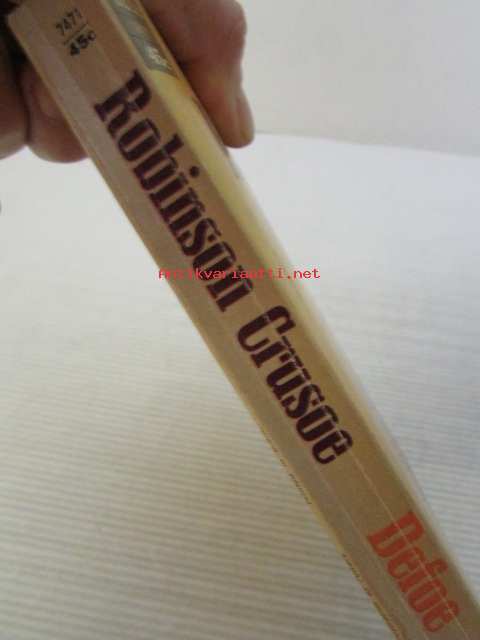 7471
45c
Robinson Crusoe
Defoe
Antikvariaatti.net